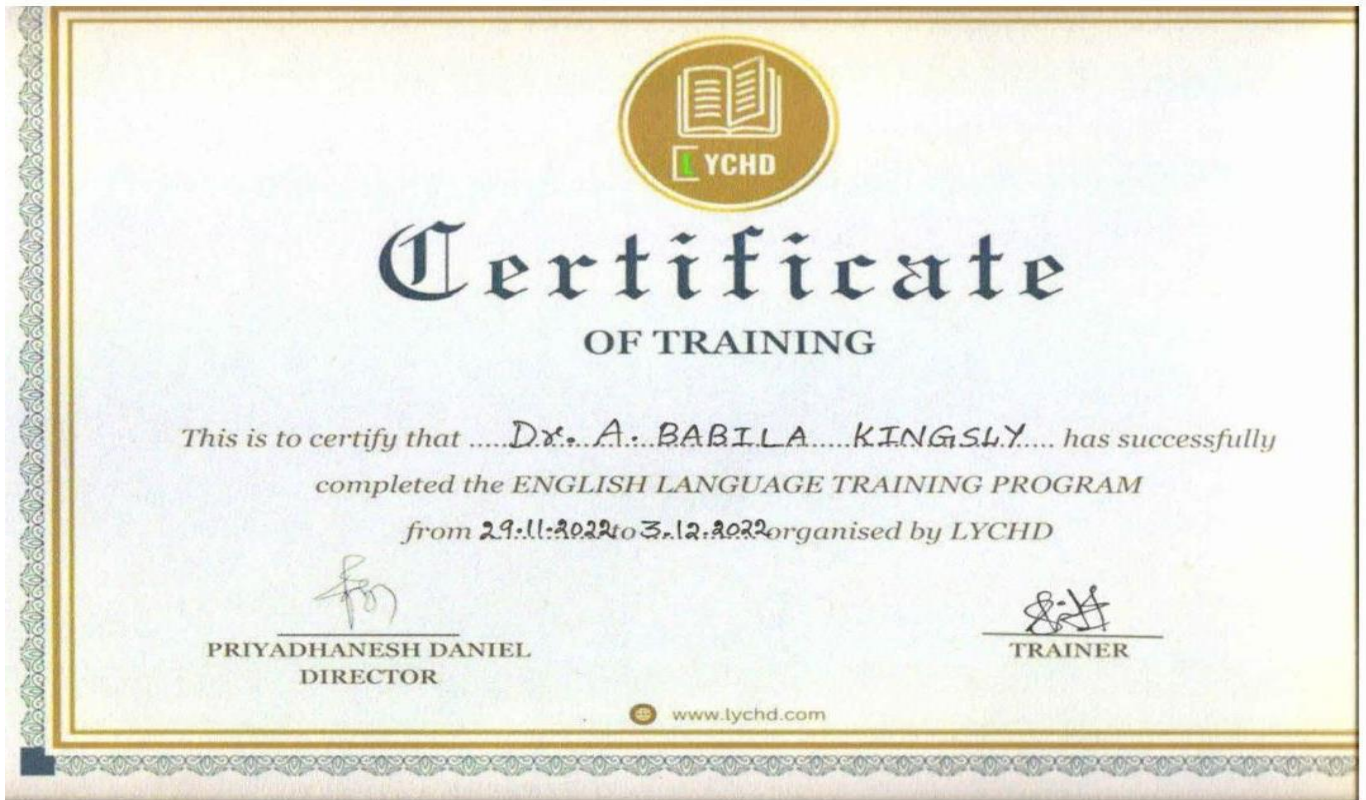 LYCHD
Certificate
OF TRAINING
This is to certify that ..... Dr. A. BABILA KINGSLY .... has successfully
completed the ENGLISH LANGUAGE TRAINING PROGRAM
from 29.11.2022 to 3.12.2022 organised by LYCHD
PRIYADHANESH DANIEL
DIRECTOR
TRAINER
www.lychd.com